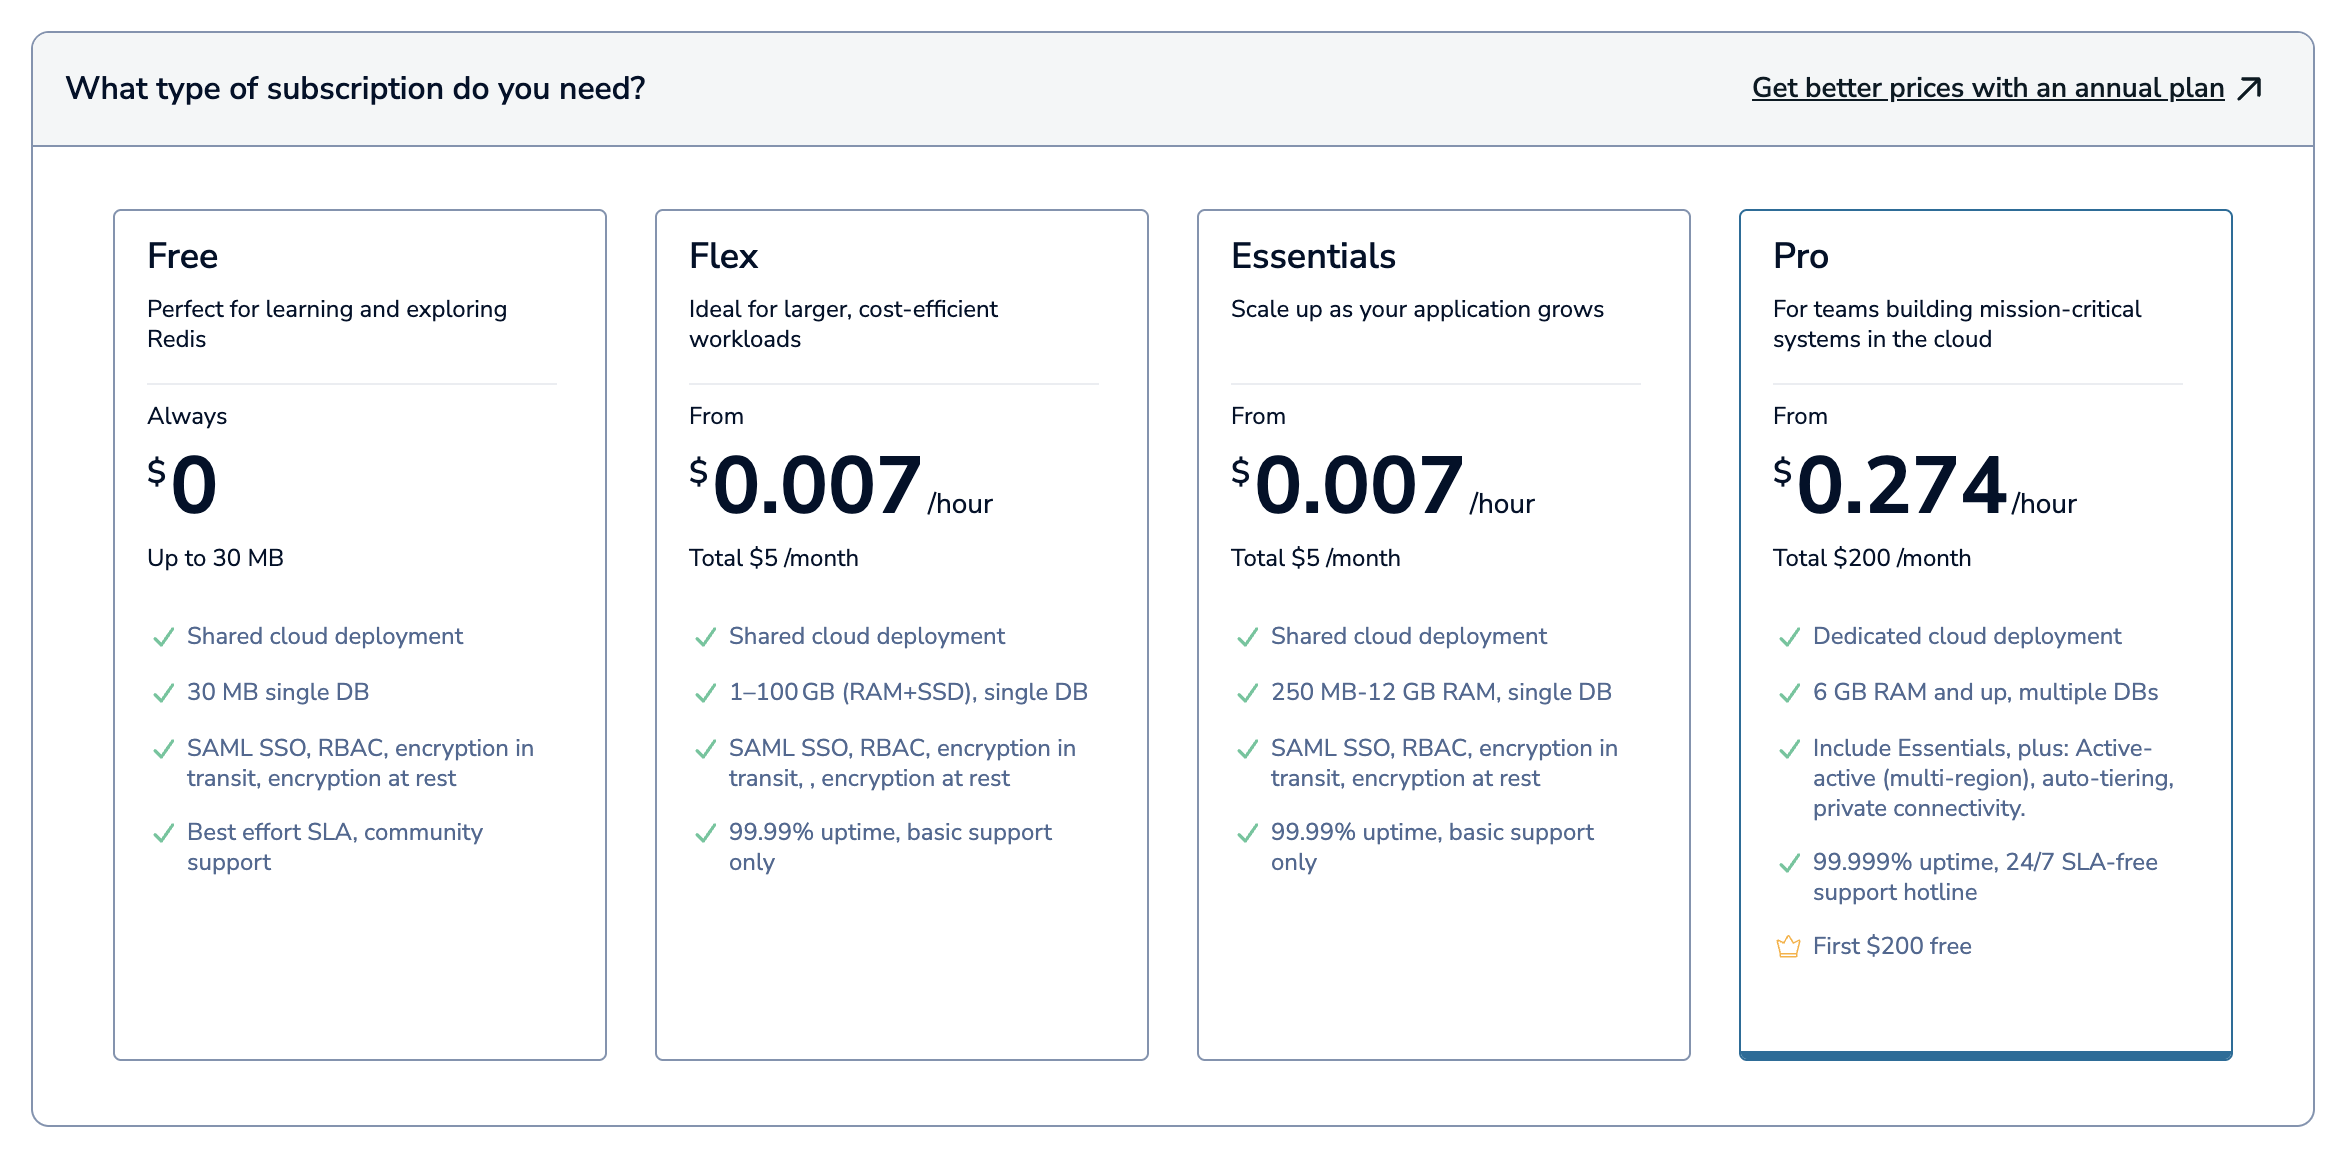 What type of subscription do you need?
Get better prices with an annual plan
Free
Perfect for learning and exploring
Redis
Always
$0
Up to 30 MB
Shared cloud deployment
30 MB single DB
SAML SSO, RBAC, encryption in
transit, encryption at rest
Best effort SLA, community
support
Flex
Ideal for larger, cost-efficient
workloads
From
$0.007/hour
Total $5 /month
Shared cloud deployment
1–100 GB (RAM+SSD), single DB
SAML SSO, RBAC, encryption in
transit, , encryption at rest
99.99% uptime, basic support
only
Essentials
Scale up as your application grows
From
$0.007/hour
Total $5 /month
Shared cloud deployment
250 MB-12 GB RAM, single DB
SAML SSO, RBAC, encryption in
transit, encryption at rest
99.99% uptime, basic support
only
Pro
For teams building mission-critical
systems in the cloud
From
$0.274/hour
Total $200 /month
Dedicated cloud deployment
6 GB RAM and up, multiple DBs
Include Essentials, plus: Active-
active (multi-region), auto-tiering,
private connectivity.
99.999% uptime, 24/7 SLA-free
support hotline
First $200 free